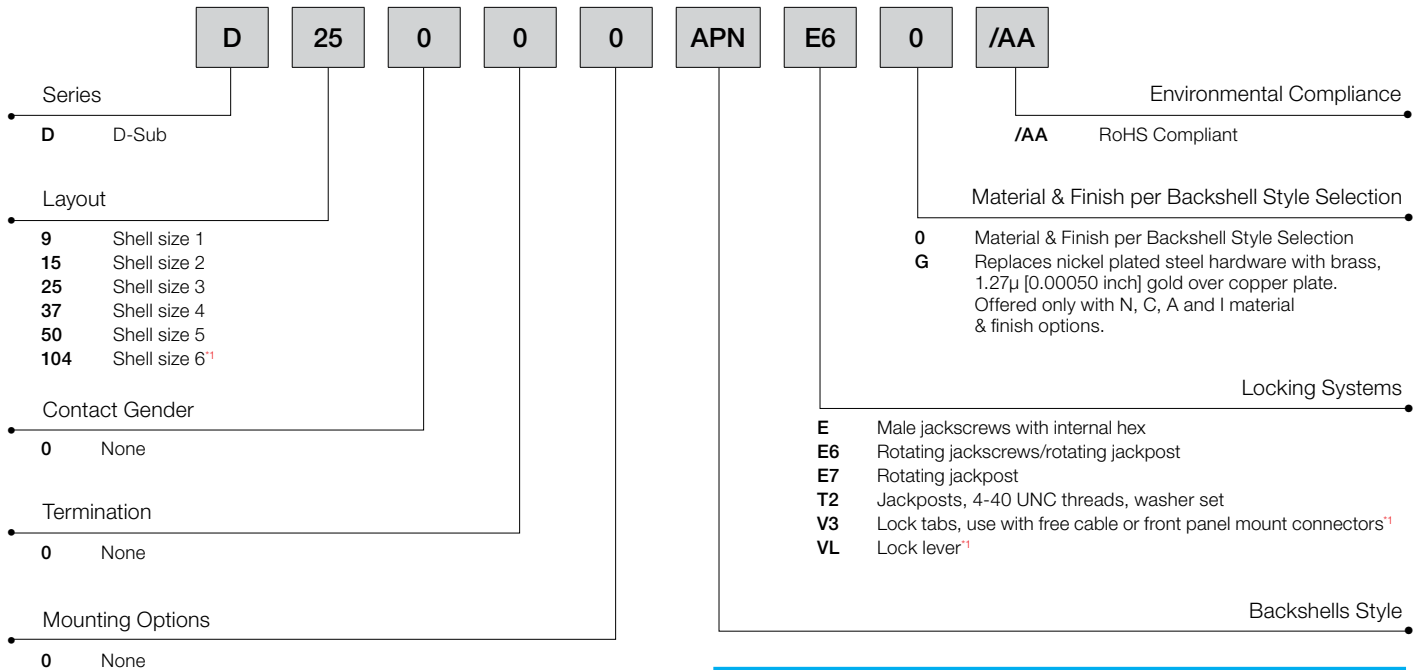 D 25 0 0 0 APN E6 0 /AA
Series
D D-Sub
Layout
9 Shell size 1
15 Shell size 2
25 Shell size 3
37 Shell size 4
50 Shell size 5
104 Shell size 6*1
Contact Gender
0 None
Termination
0 None
Mounting Options
0 None
Environmental Compliance
/AA RoHS Compliant
Material & Finish per Backshell Style Selection
0 Material & Finish per Backshell Style Selection
G Replaces nickel plated steel hardware with brass,
1.27µ [0.00050 inch] gold over copper plate.
Offered only with N, C, A and I material
& finish options.
Locking Systems
E Male jackscrews with internal hex
E6 Rotating jackscrews/rotating jackpost
E7 Rotating jackpost
T2 Jackposts, 4-40 UNC threads, washer set
V3 Lock tabs, use with free cable or front panel mount connectors*1
VL Lock lever*1
Backshells Style